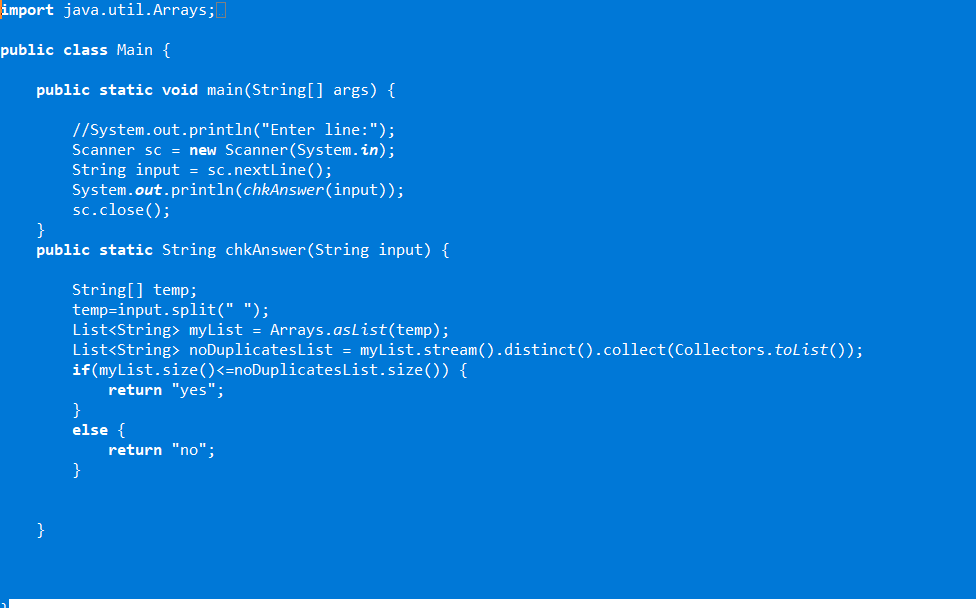 import java.util.Arrays;
public class Main {
public static void main(String[] args) {
//System.out.println("Enter line:");
Scanner sc = new Scanner(System.in);
String input = sc.nextLine();
System.out.println(chkAnswer(input));
sc.close();
}
public static String chkAnswer(String input) {
String[] temp;
temp=input.split(" ");
List<String> myList = Arrays.asList(temp);
List<String> noDuplicatesList = myList.stream().distinct().collect(Collectors.toList());
if(myList.size()<=noDuplicatesList.size()) {
return "yes";
}
else {
return "no";
}
}
}